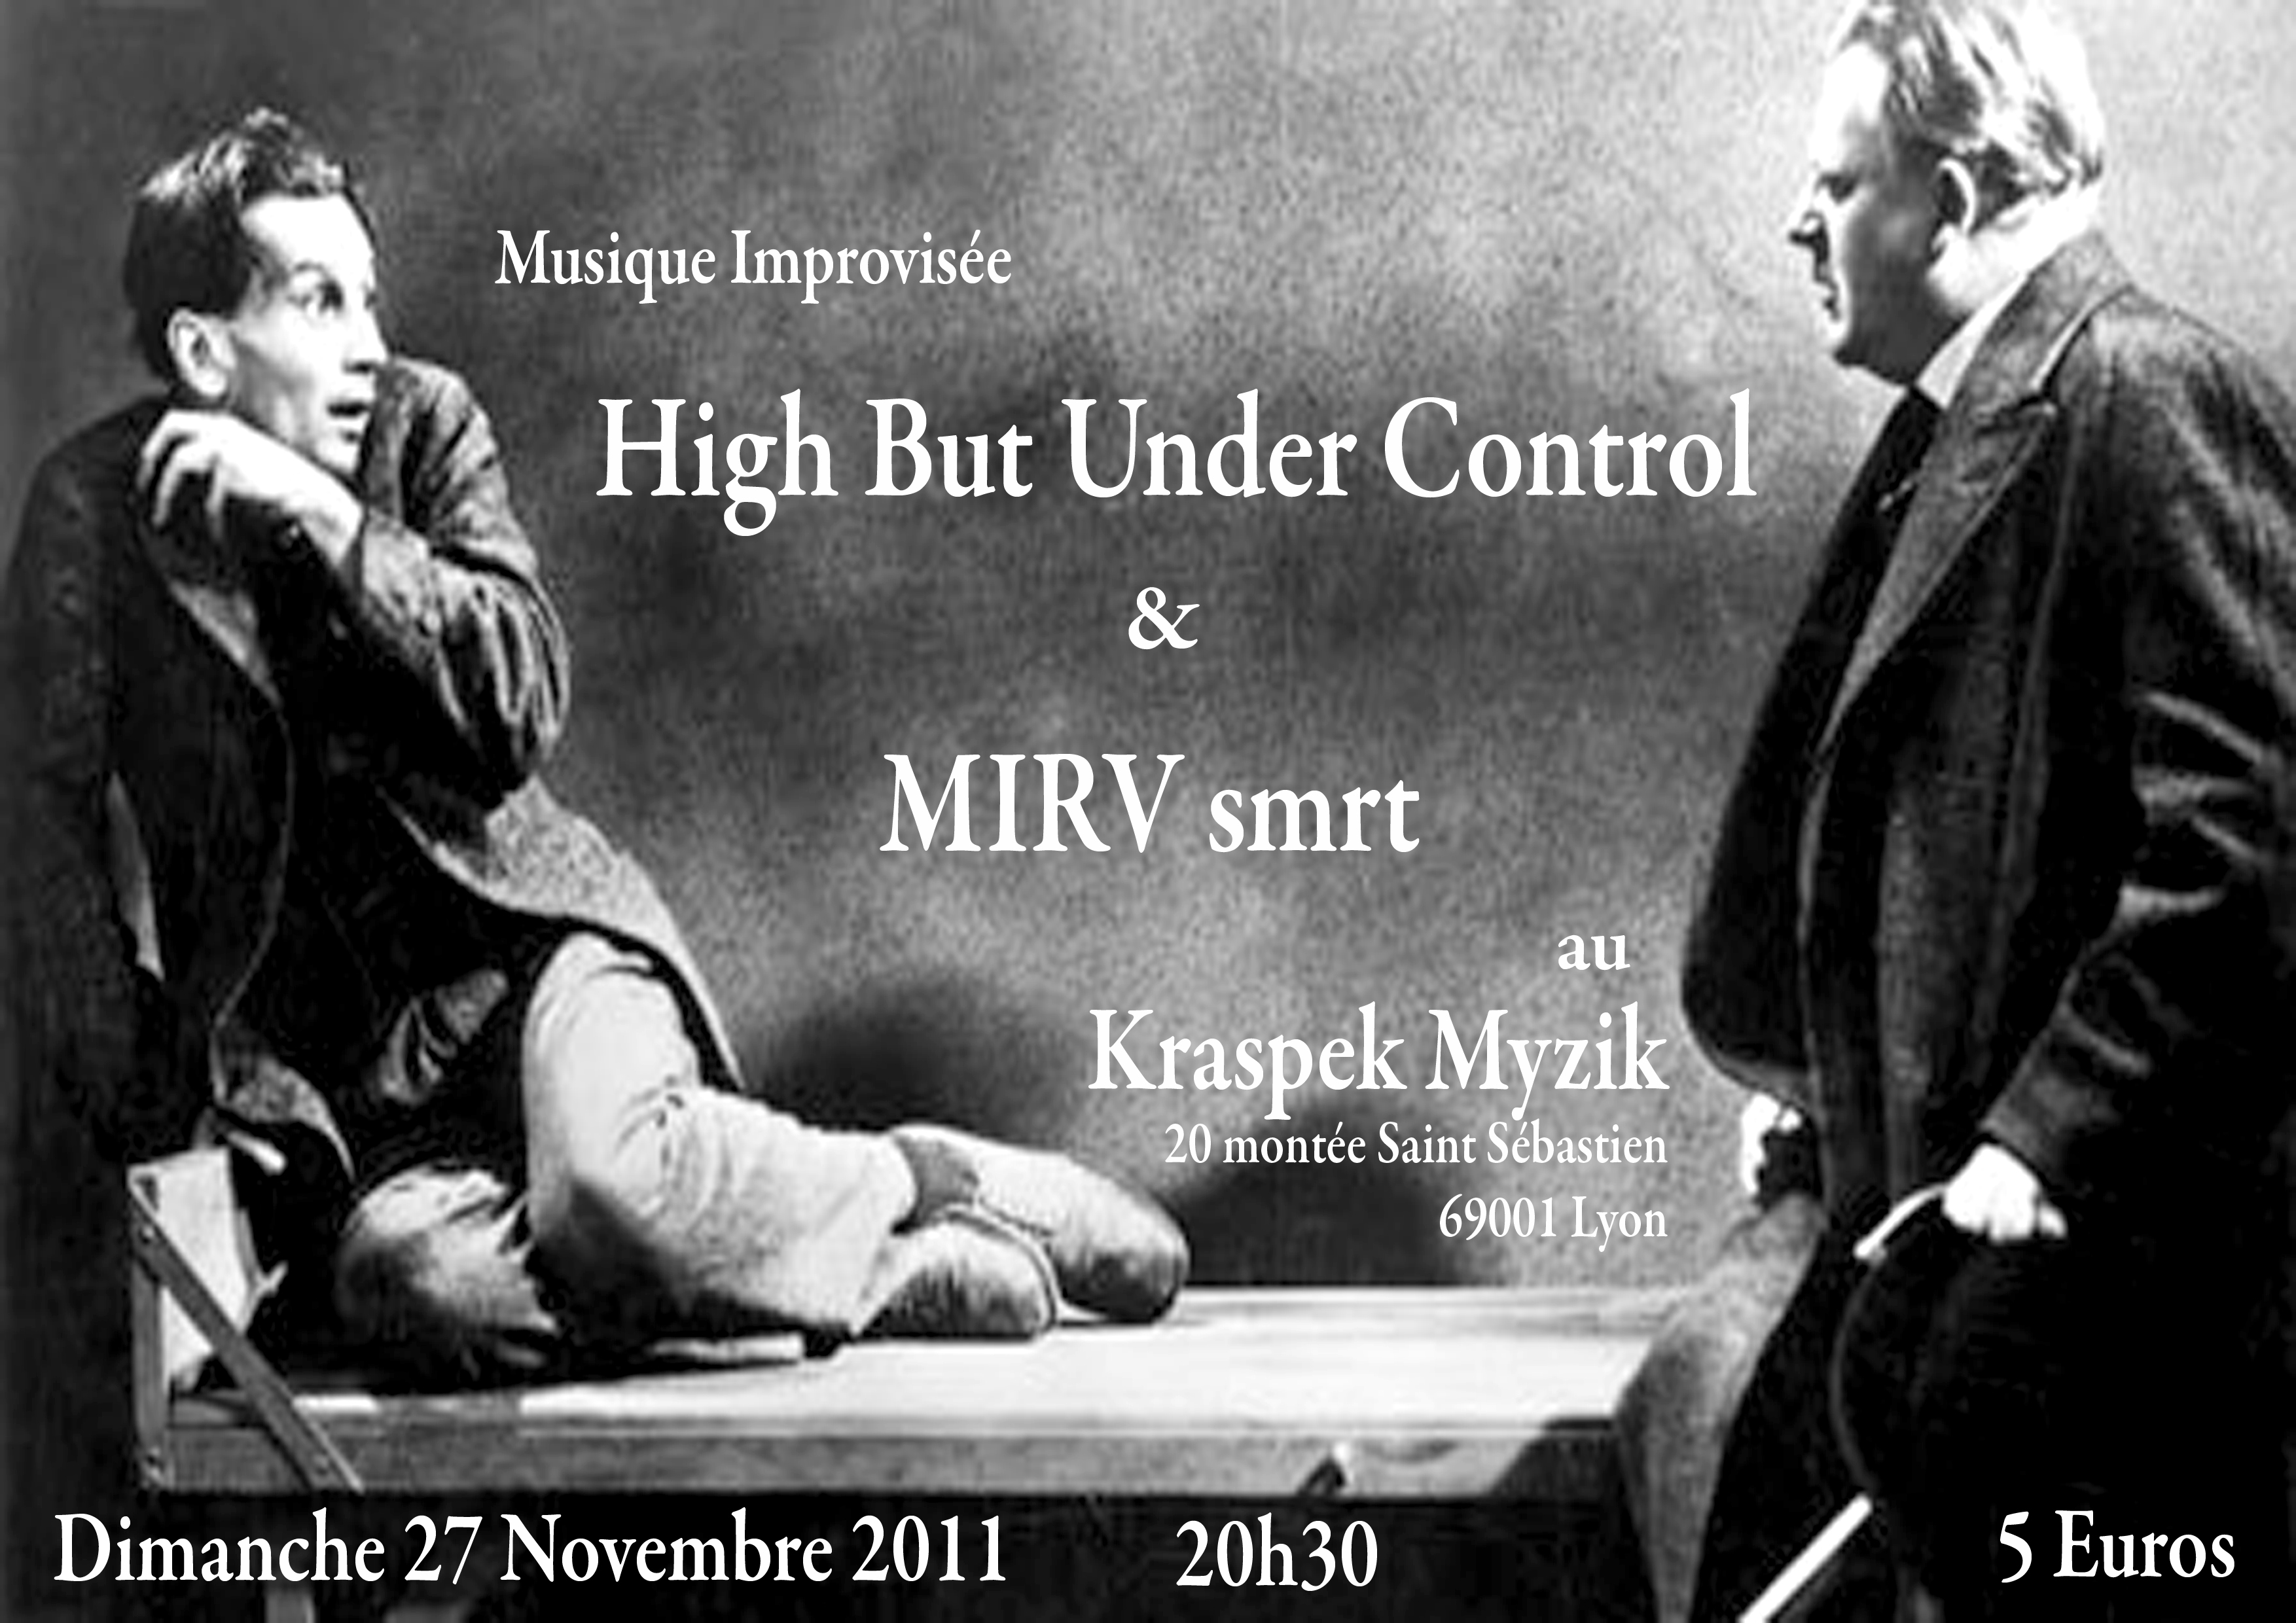 Musique Improvisée
High But Under Control
&
MIRV smrt
au
Kraspek Myzik
20 montée Saint Sébastien
69001 Lyon
Dimanche 27 Novembre 2011 20h30 5 Euros